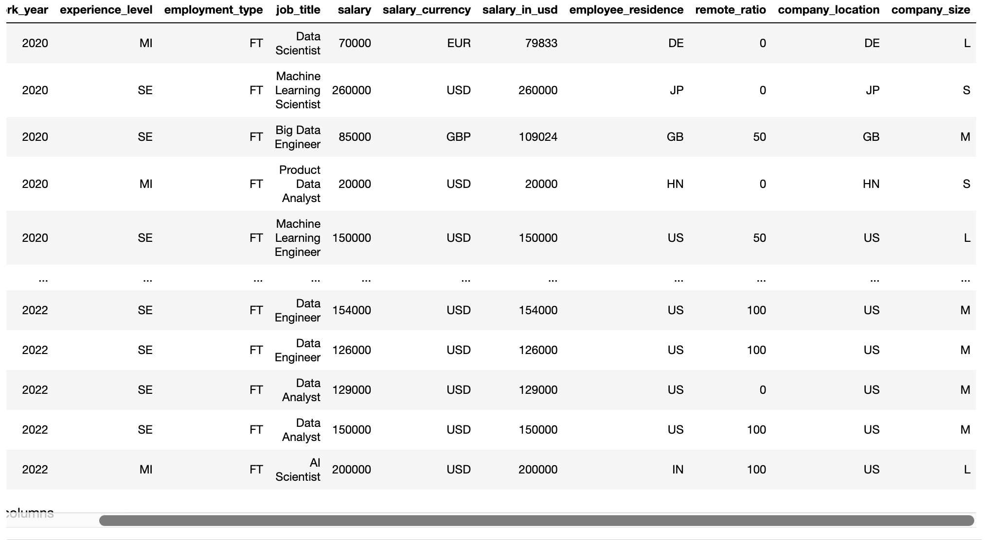 rk_year experience_level employment_type job_title salary salary_currency salary_in_usd employee_residence remote_ratio company_location company_size
2020 MI FT Data Scientist 70000 EUR 79833 DE 0 DE L
2020 SE FT Machine Learning Scientist 260000 USD 260000 JP 0 JP S
2020 SE FT Big Data Engineer 85000 GBP 109024 GB 50 GB M
2020 MI FT Product Data Analyst 20000 USD 20000 HN 0 HN S
2020 SE FT Machine Learning Engineer 150000 USD 150000 US 50 US L
... ... ... ... ... ... ... ... ... ... ...
2022 SE FT Data Engineer 154000 USD 154000 US 100 US M
2022 SE FT Data Engineer 126000 USD 126000 US 100 US M
2022 SE FT Data Analyst 129000 USD 129000 US 0 US M
2022 SE FT Data Analyst 150000 USD 150000 US 100 US M
2022 MI FT AI Scientist 200000 USD 200000 IN 100 US L
columns